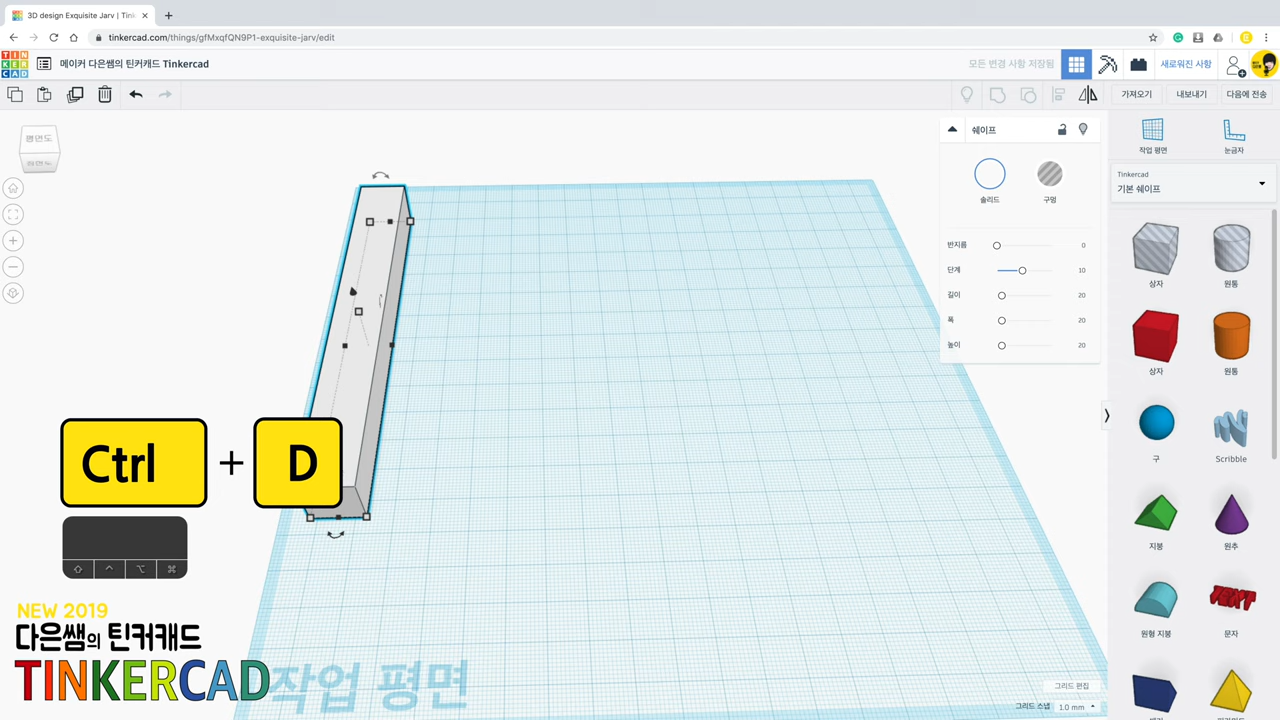 3D design Exquisite Jarv | Tink
tinkercad.com/things/gfMxqfQN9P1-exquisite-jarv/edit
TIN
KER
CAD
메이커 다은쌤의 틴커캐드 Tinkercad
모든 변경 사항 저장됨
새로워진 사항
가져오기
내보내기
다음에 전송
평면도
쉐이프
작업 평면
눈금자
Tinkercad
기본 쉐이프
솔리드
구멍
반지름
0
단계
10
길이
20
폭
20
높이
20
상자
원통
상자
원통
구
Scribble
지붕
원추
원형 지붕
문자
Ctrl + D
NEW 2019
다은쌤의 틴커캐드
TINKERCAD
작업 평면
그리드 편집
그리드 스냅
1.0 mm